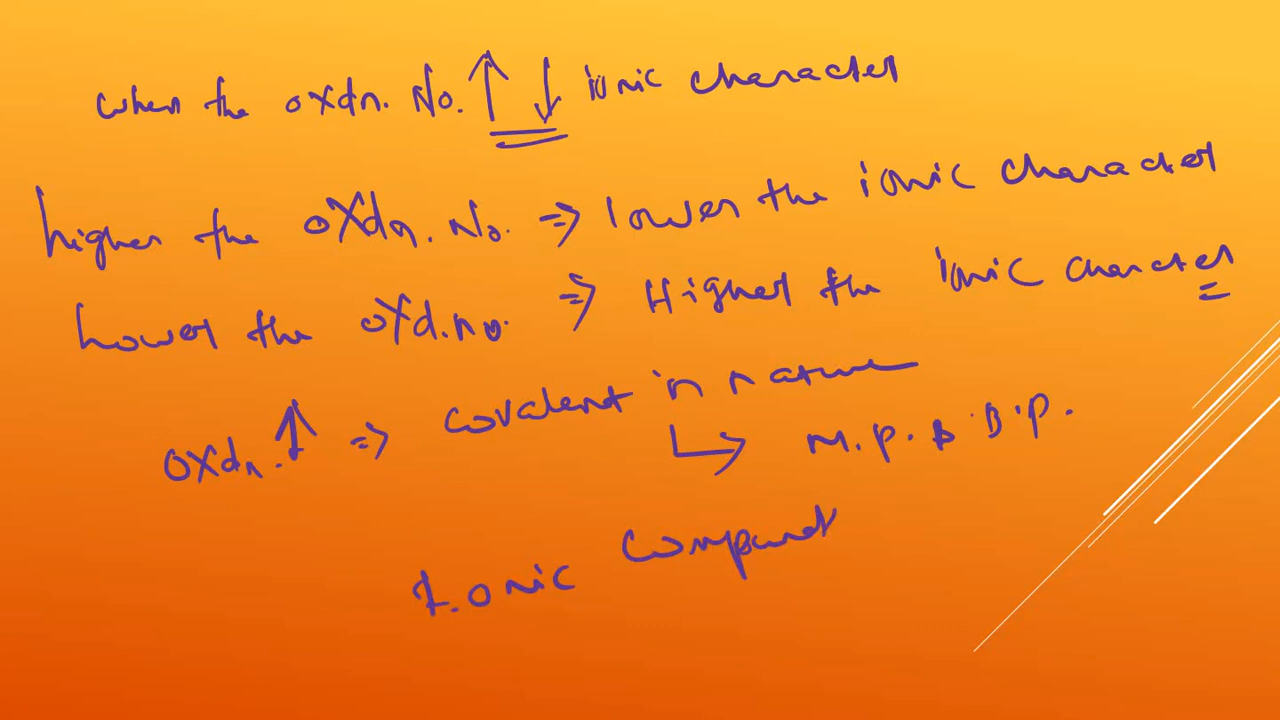 when the oxdn. No. ↑ ↓ ionic character
higher the oxdn. No. => lower the ionic character
Lower the oxd.no. => Higher the ionic character
oxdn. ↑ => covalent in nature
↳ M.P. & B.P.
Ionic Compound